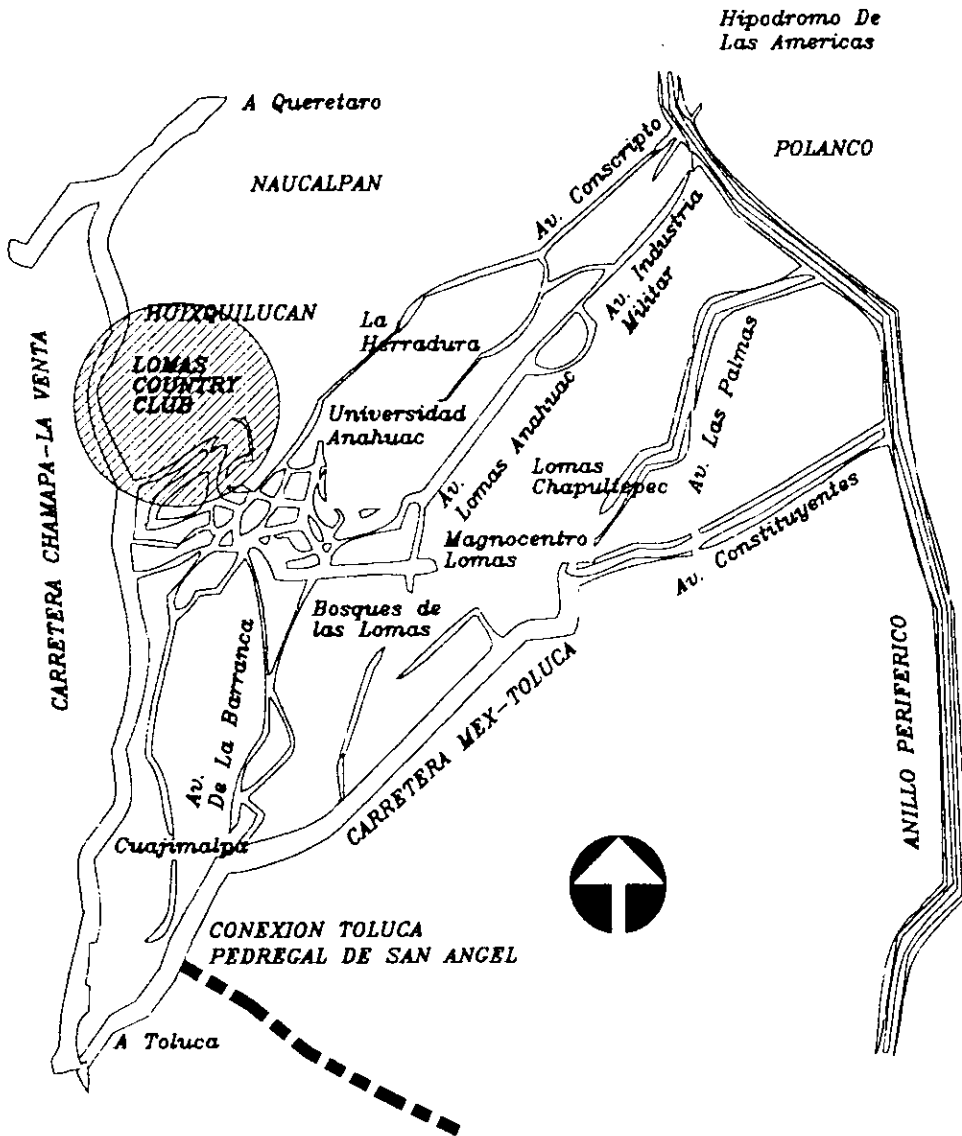 Hipodromo De
Las Americas
A Queretaro
POLANCO
NAUCALPAN
Av. Conscripto
Av. Industria
Militar
HUIXQUILUCAN
La
Herradura
LOMAS
COUNTRY
CLUB
CARRETERA CHAMAPA-LA VENTA
Universidad
Anahuac
Av.
Lomas Anahuac
Av. Las Palmas
Lomas
Chapultepec
Magnocentro
Lomas
Av. Constituyentes
Bosques de
las Lomas
Av.
De La Barranca
CARRETERA MEX-TOLUCA
ANILLO PERIFERICO
Cuajimalpa
CONEXION TOLUCA
PEDREGAL DE SAN ANGEL
A Toluca